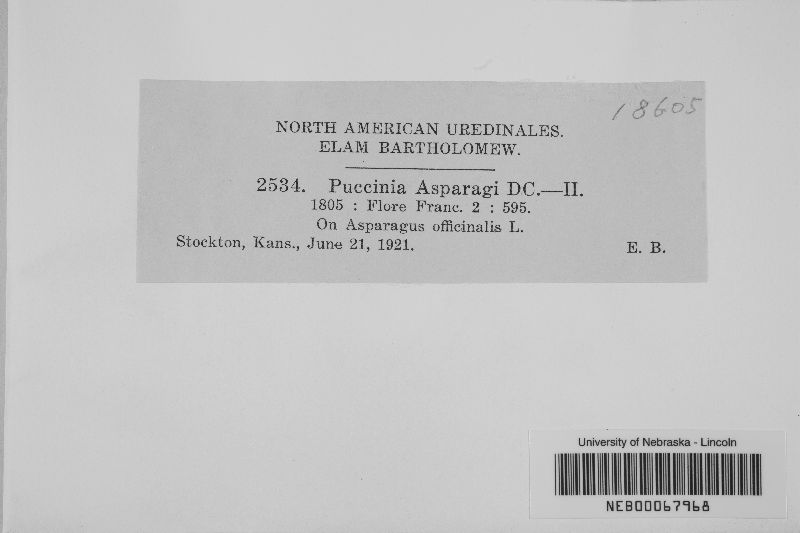 18605
NORTH AMERICAN UREDINALES.
ELAM BARTHOLOMEW.
2534. Puccinia Asparagi DC.—II.
1805 : Flore Franc. 2 : 595.
On Asparagus officinalis L.
Stockton, Kans., June 21, 1921. E. B.
University of Nebraska - Lincoln
NEB00067968